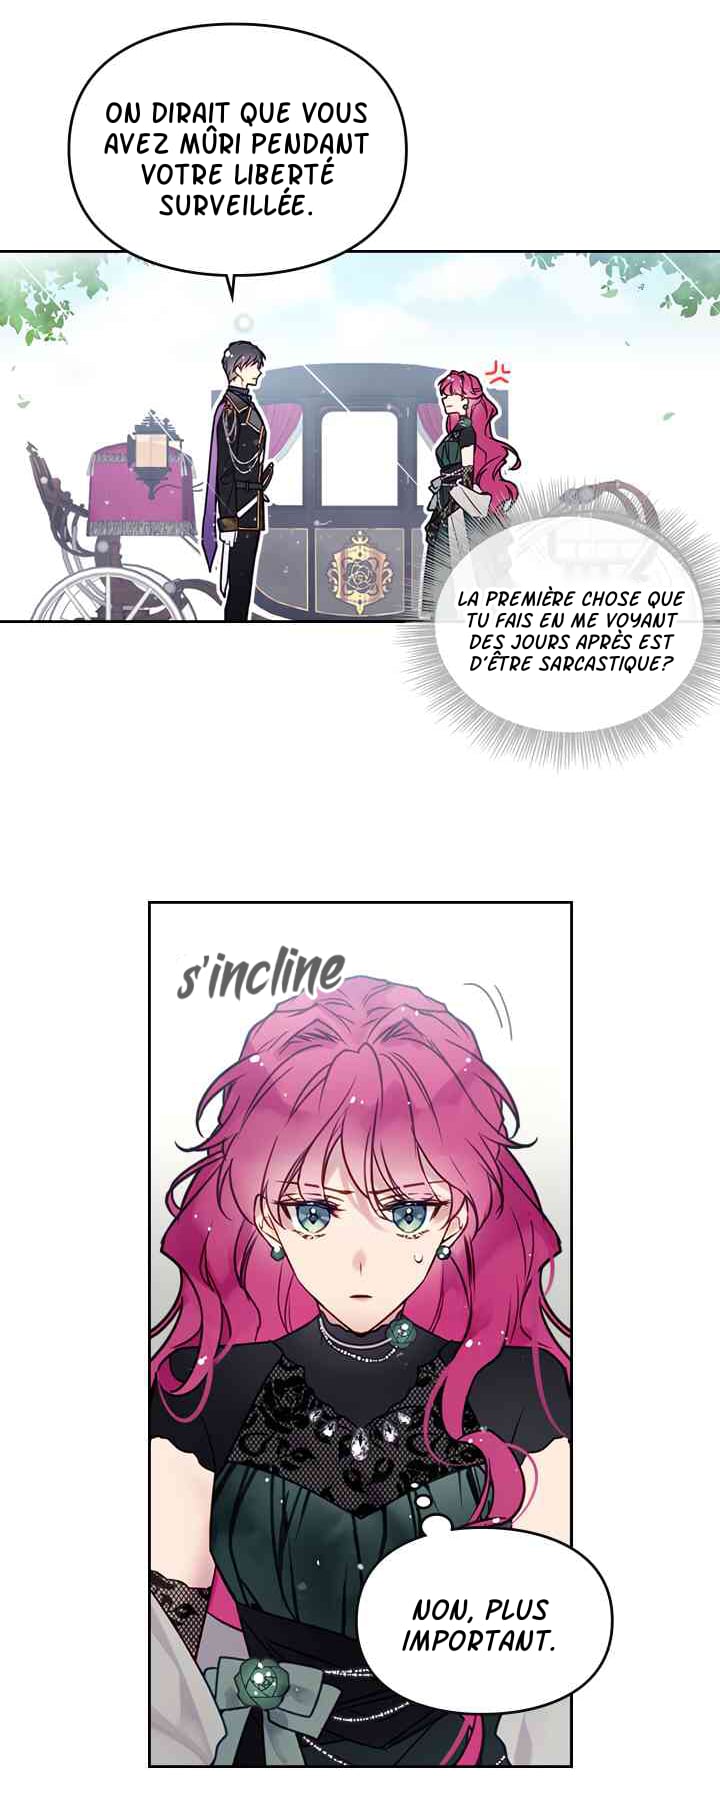 ON DIRAIT QUE VOUS
AVEZ MÛRI PENDANT
VOTRE LIBERTÉ
SURVEILLÉE.
LA PREMIÈRE CHOSE QUE
TU FAIS EN ME VOYANT
DES JOURS APRÈS EST
D'ÊTRE SARCASTIQUE?
s'incline
NON, PLUS
IMPORTANT.